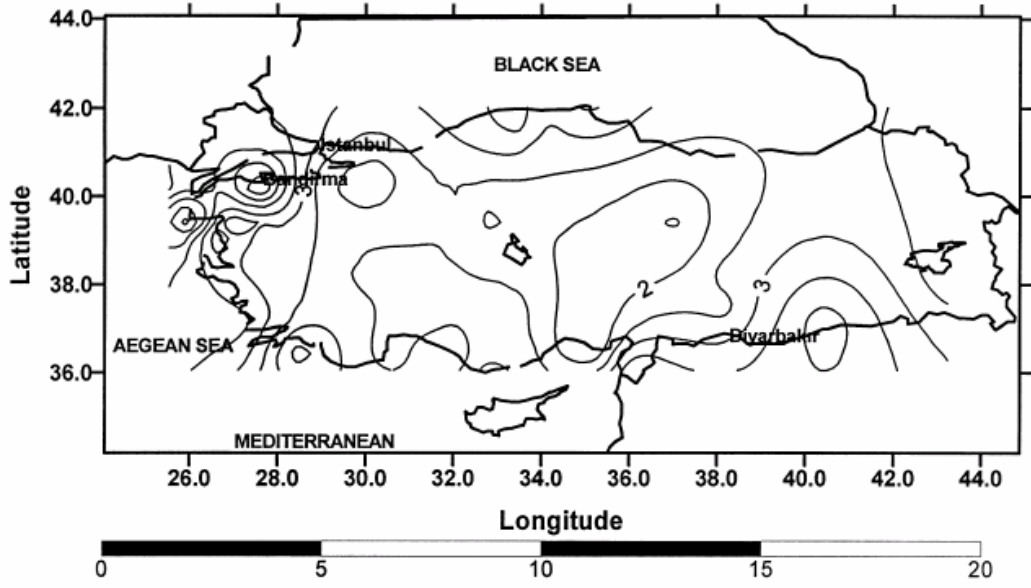 44.0
BLACK SEA
42.0
Istanbul
Bandirma
40.0
3
Latitude
38.0
2
3
Diyarbakir
AEGEAN SEA
36.0
MEDITERRANEAN
26.0 28.0 30.0 32.0 34.0 36.0 38.0 40.0 42.0 44.0
Longitude
0 5 10 15 20